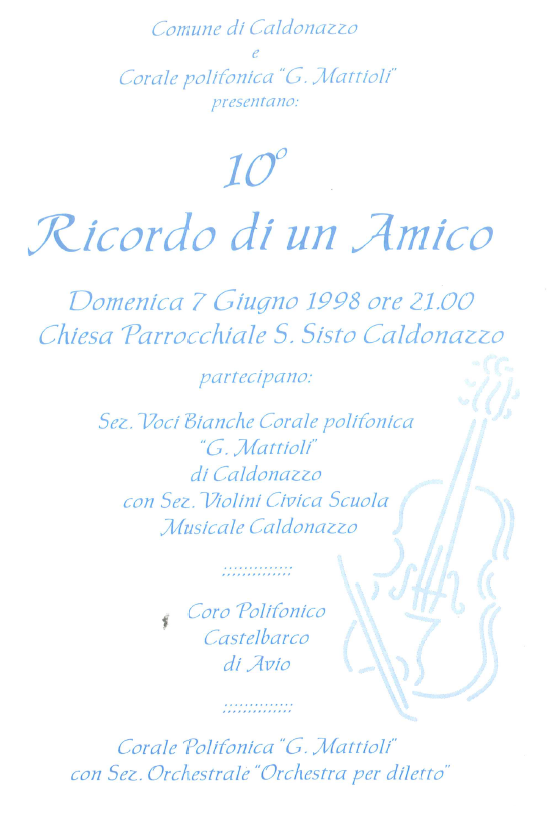 Comune di Caldonazzo
e
Corale polifonica "G. Mattioli"
presentano:
10°
Ricordo di un Amico
Domenica 7 Giugno 1998 ore 21.00
Chiesa Parrocchiale S. Sisto Caldonazzo
partecipano:
Sez. Voci Bianche Corale polifonica
"G. Mattioli"
di Caldonazzo
con Sez. Violini Civica Scuola
Musicale Caldonazzo
:::::::::::::
Coro Polifonico
Castelbarco
di Avio
:::::::::::::
Corale Polifonica "G. Mattioli"
con Sez. Orchestrale "Orchestra per diletto"